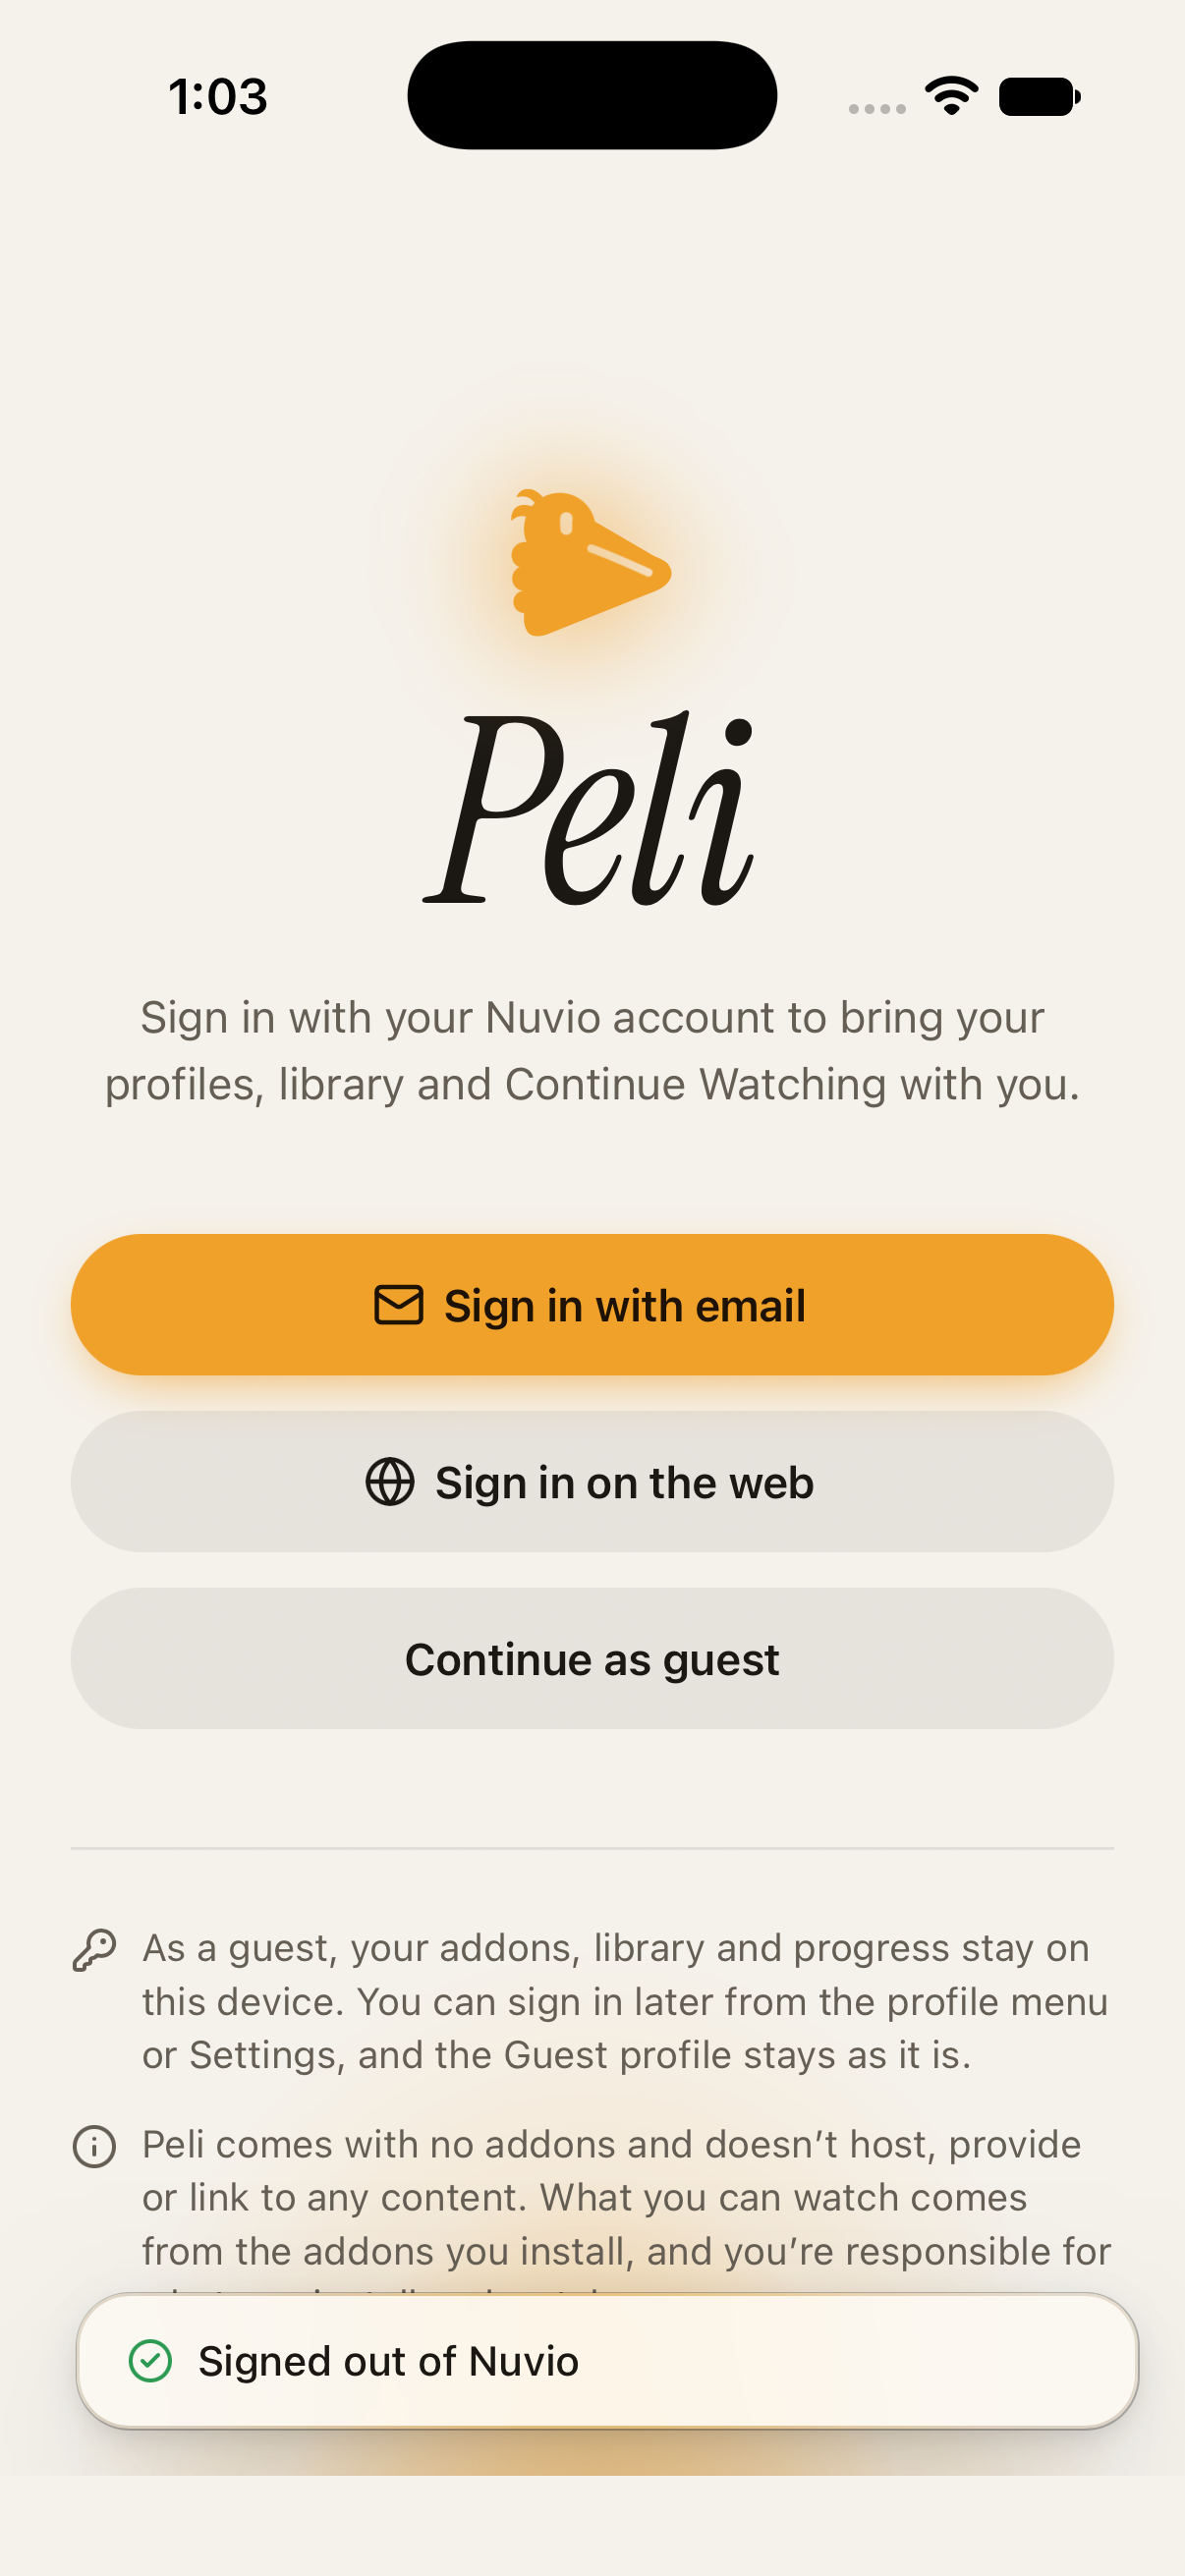 1:03
Peli
Sign in with your Nuvio account to bring your
profiles, library and Continue Watching with you.
Sign in with email
Sign in on the web
Continue as guest
As a guest, your addons, library and progress stay on
this device. You can sign in later from the profile menu
or Settings, and the Guest profile stays as it is.
Peli comes with no addons and doesn’t host, provide
or link to any content. What you can watch comes
from the addons you install, and you’re responsible for
Signed out of Nuvio